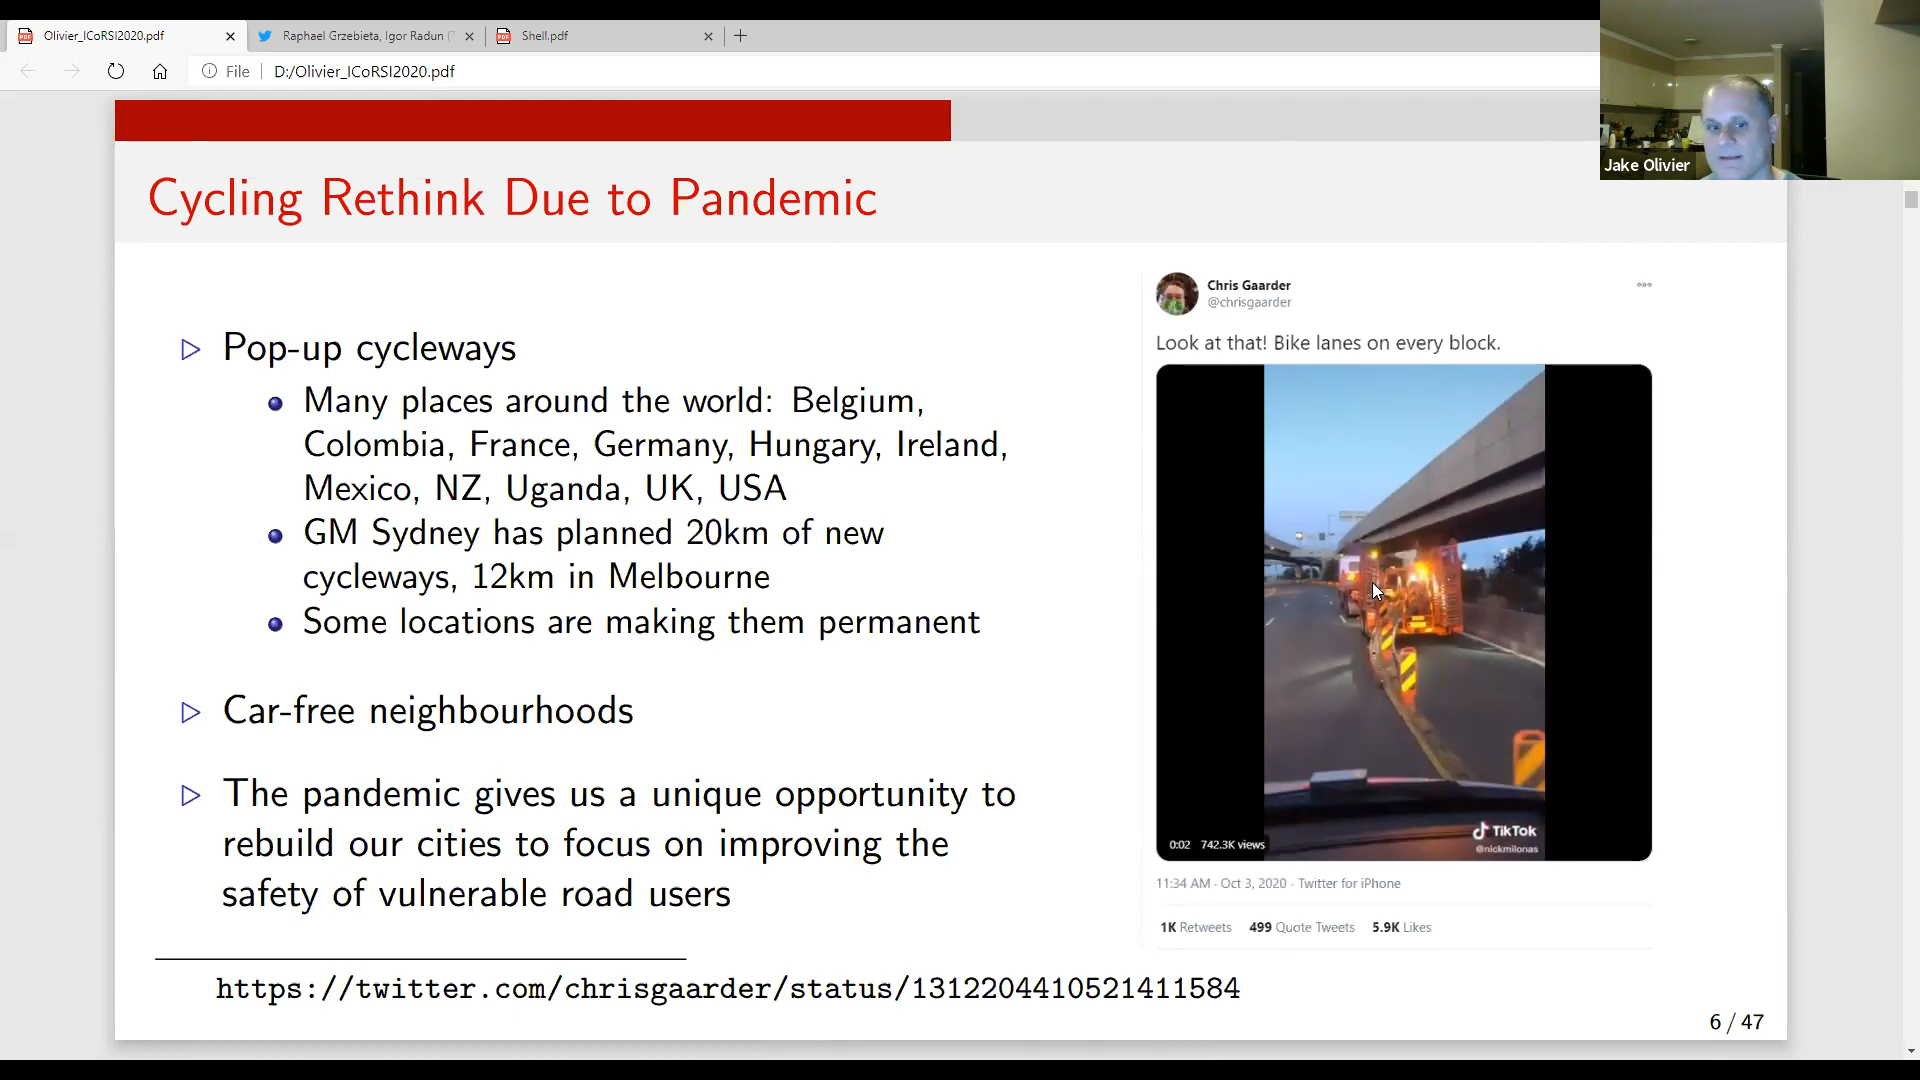 Olivier_ICoRSI2020.pdf
Raphael Grzebieta, Igor Radun
Shell.pdf
File
D:/Olivier_ICoRSI2020.pdf
Jake Olivier
Cycling Rethink Due to Pandemic
Pop-up cycleways
Many places around the world: Belgium,
Colombia, France, Germany, Hungary, Ireland,
Mexico, NZ, Uganda, UK, USA
GM Sydney has planned 20km of new
cycleways, 12km in Melbourne
Some locations are making them permanent
Car-free neighbourhoods
The pandemic gives us a unique opportunity to
rebuild our cities to focus on improving the
safety of vulnerable road users
Chris Gaarder
@chrisgaarder
Look at that! Bike lanes on every block.
TikTok
@nickmilonas
0:02 742.3K views
11:34 AM · Oct 3, 2020 · Twitter for iPhone
1K Retweets 499 Quote Tweets 5.9K Likes
https://twitter.com/chrisgaarder/status/1312204410521411584
6 / 47